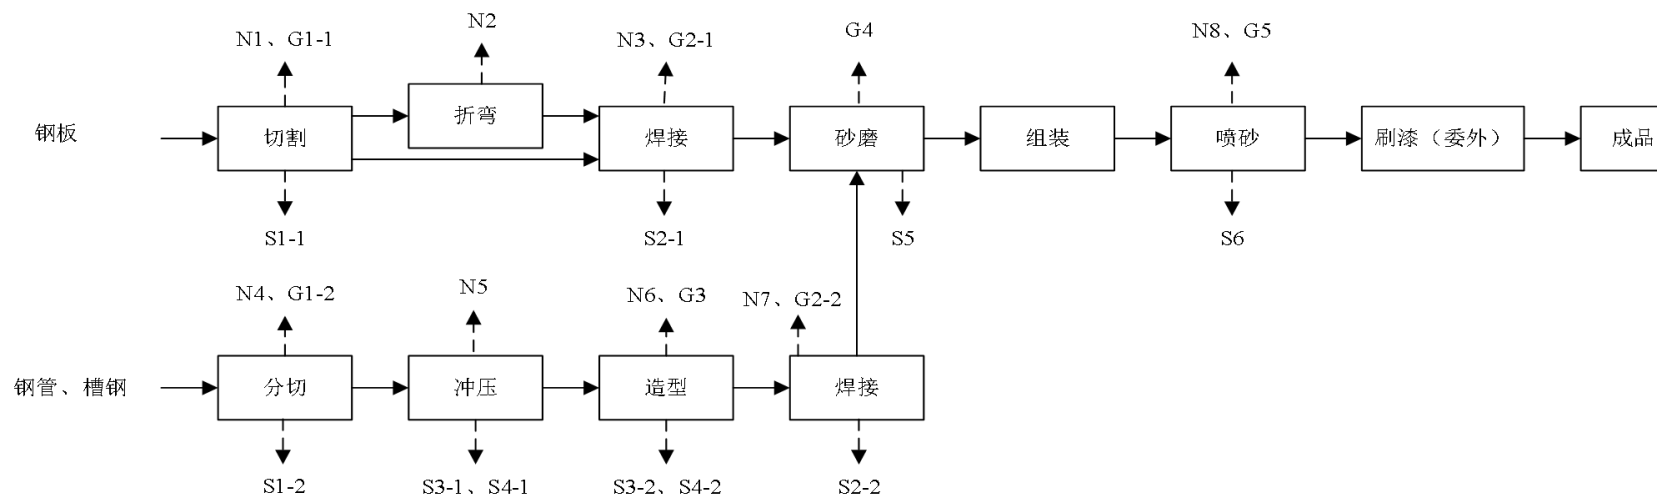 N1、G1-1
N2
N3、G2-1
G4
N8、G5
钢板
切割
折弯
焊接
砂磨
组装
喷砂
刷漆（委外）
成品
S1-1
S2-1
S5
S6
N4、G1-2
N5
N6、G3
N7、G2-2
钢管、槽钢
分切
冲压
造型
焊接
S1-2
S3-1、S4-1
S3-2、S4-2
S2-2